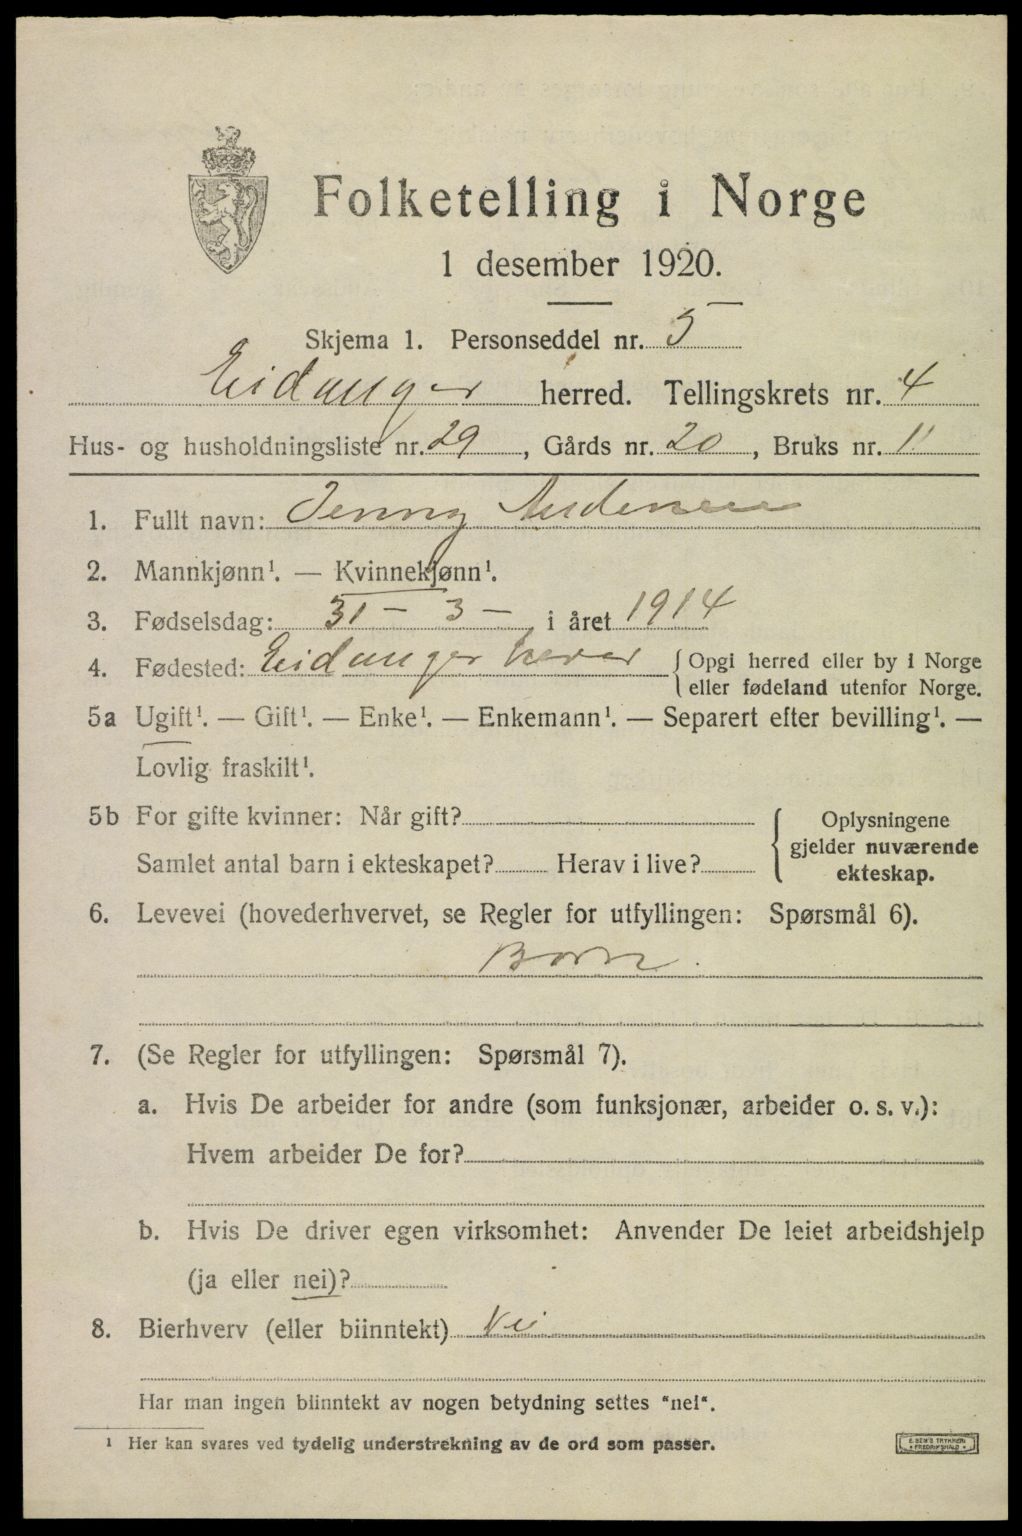 Folketelling i Norge
1 desember 1920.
Skjema 1. Personseddel nr. 5
Eidanger herred. Tellingskrets nr. 4
Hus- og husholdningsliste nr. 29, Gårds nr. 20, Bruks nr. 11
1. Fullt navn: Jenny Andersen
2. Mannkjønn¹. — Kvinnekjønn¹.
3. Fødselsdag: 31 – 3 – i året 1914
4. Fødested: Eidanger herred {Opgi herred eller by i Norge
eller fødeland utenfor Norge.
5a Ugift¹. — Gift¹. — Enke¹. — Enkemann¹. — Separert efter bevilling¹. —
Lovlig fraskilt¹.
5b For gifte kvinner: Når gift?
Samlet antal barn i ekteskapet? Herav i live?
Oplysningene
gjelder nuværende
ekteskap.
6. Levevei (hovederhvervet, se Regler for utfyllingen: Spørsmål 6).
Barn.
7. (Se Regler for utfyllingen: Spørsmål 7).
a. Hvis De arbeider for andre (som funksjonær, arbeider o. s. v.):
Hvem arbeider De for?
b. Hvis De driver egen virksomhet: Anvender De leiet arbeidshjelp
(ja eller nei)?
8. Bierhverv (eller biinntekt) Nei
Har man ingen biinntekt av nogen betydning settes "nei".
¹ Her kan svares ved tydelig understrekning av de ord som passer.
E. SEM'S TRYKKERI
• FREDRIKSHALD •